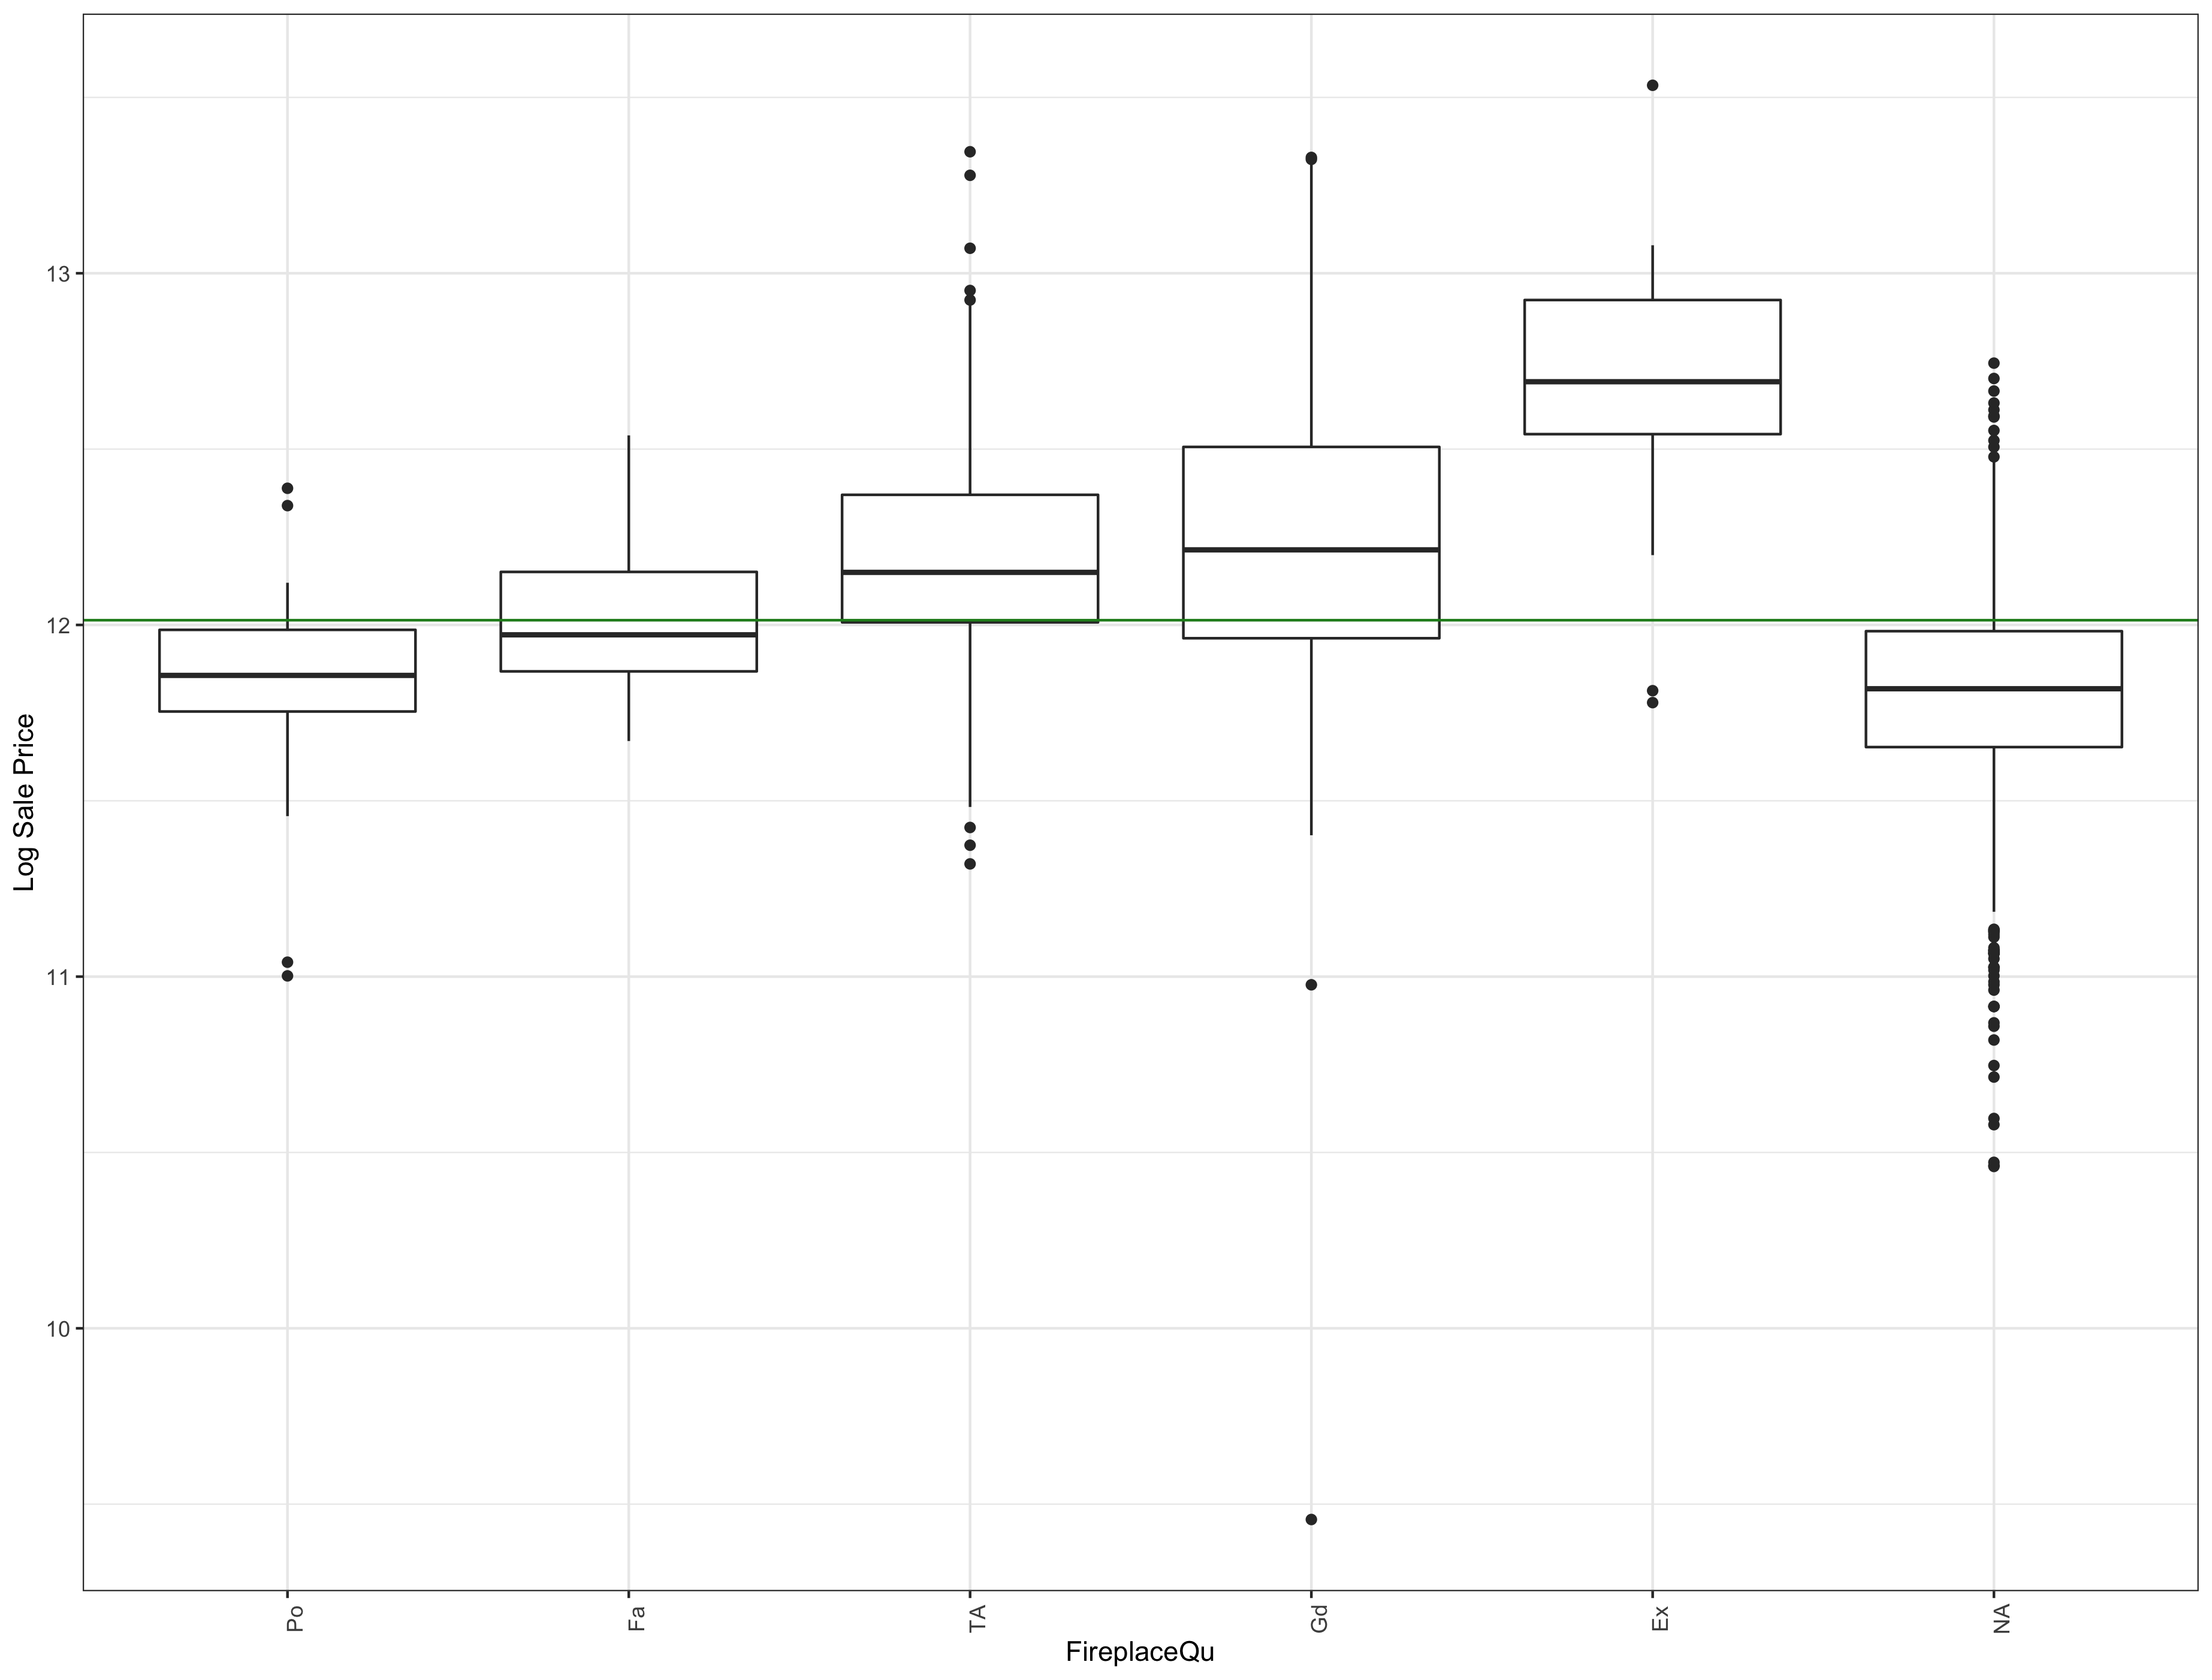 Log Sale Price
13
12
11
10
Po
Fa
TA
Gd
Ex
NA
FireplaceQu